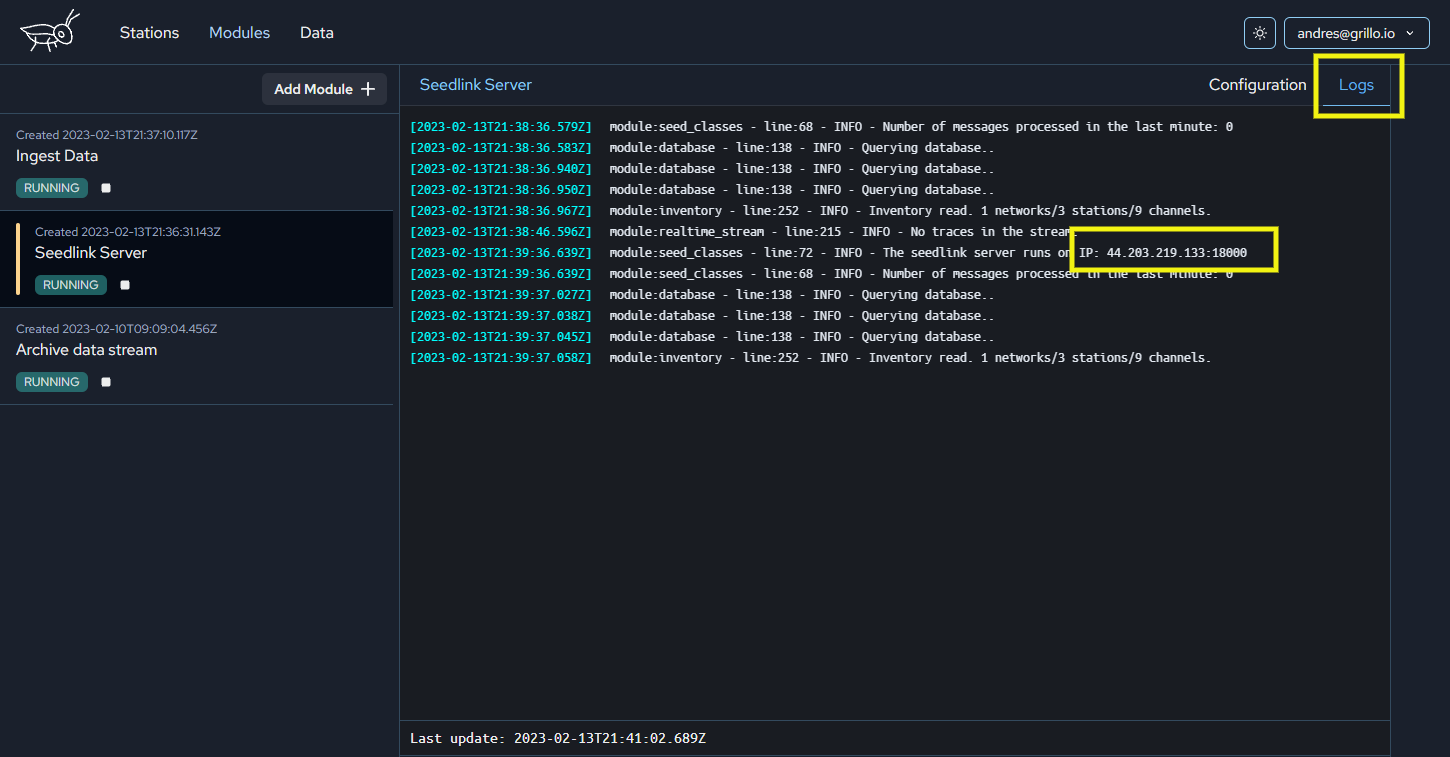 Stations Modules Data andres@grillo.io
Add Module
Created 2023-02-13T21:37:10.117Z
Ingest Data
RUNNING
Created 2023-02-13T21:36:31.143Z
Seedlink Server
RUNNING
Created 2023-02-10T09:09:04.456Z
Archive data stream
RUNNING
Seedlink Server Configuration Logs
[2023-02-13T21:38:36.579Z] module:seed_classes - line:68 - INFO - Number of messages processed in the last minute: 0
[2023-02-13T21:38:36.583Z] module:database - line:138 - INFO - Querying database..
[2023-02-13T21:38:36.940Z] module:database - line:138 - INFO - Querying database..
[2023-02-13T21:38:36.950Z] module:database - line:138 - INFO - Querying database..
[2023-02-13T21:38:36.967Z] module:inventory - line:252 - INFO - Inventory read. 1 networks/3 stations/9 channels.
[2023-02-13T21:38:46.596Z] module:realtime_stream - line:215 - INFO - No traces in the stream.
[2023-02-13T21:39:36.639Z] module:seed_classes - line:72 - INFO - The seedlink server runs on IP: 44.203.219.133:18000
[2023-02-13T21:39:36.639Z] module:seed_classes - line:68 - INFO - Number of messages processed in the last minute: 0
[2023-02-13T21:39:37.027Z] module:database - line:138 - INFO - Querying database..
[2023-02-13T21:39:37.038Z] module:database - line:138 - INFO - Querying database..
[2023-02-13T21:39:37.045Z] module:database - line:138 - INFO - Querying database..
[2023-02-13T21:39:37.058Z] module:inventory - line:252 - INFO - Inventory read. 1 networks/3 stations/9 channels.
Last update: 2023-02-13T21:41:02.689Z